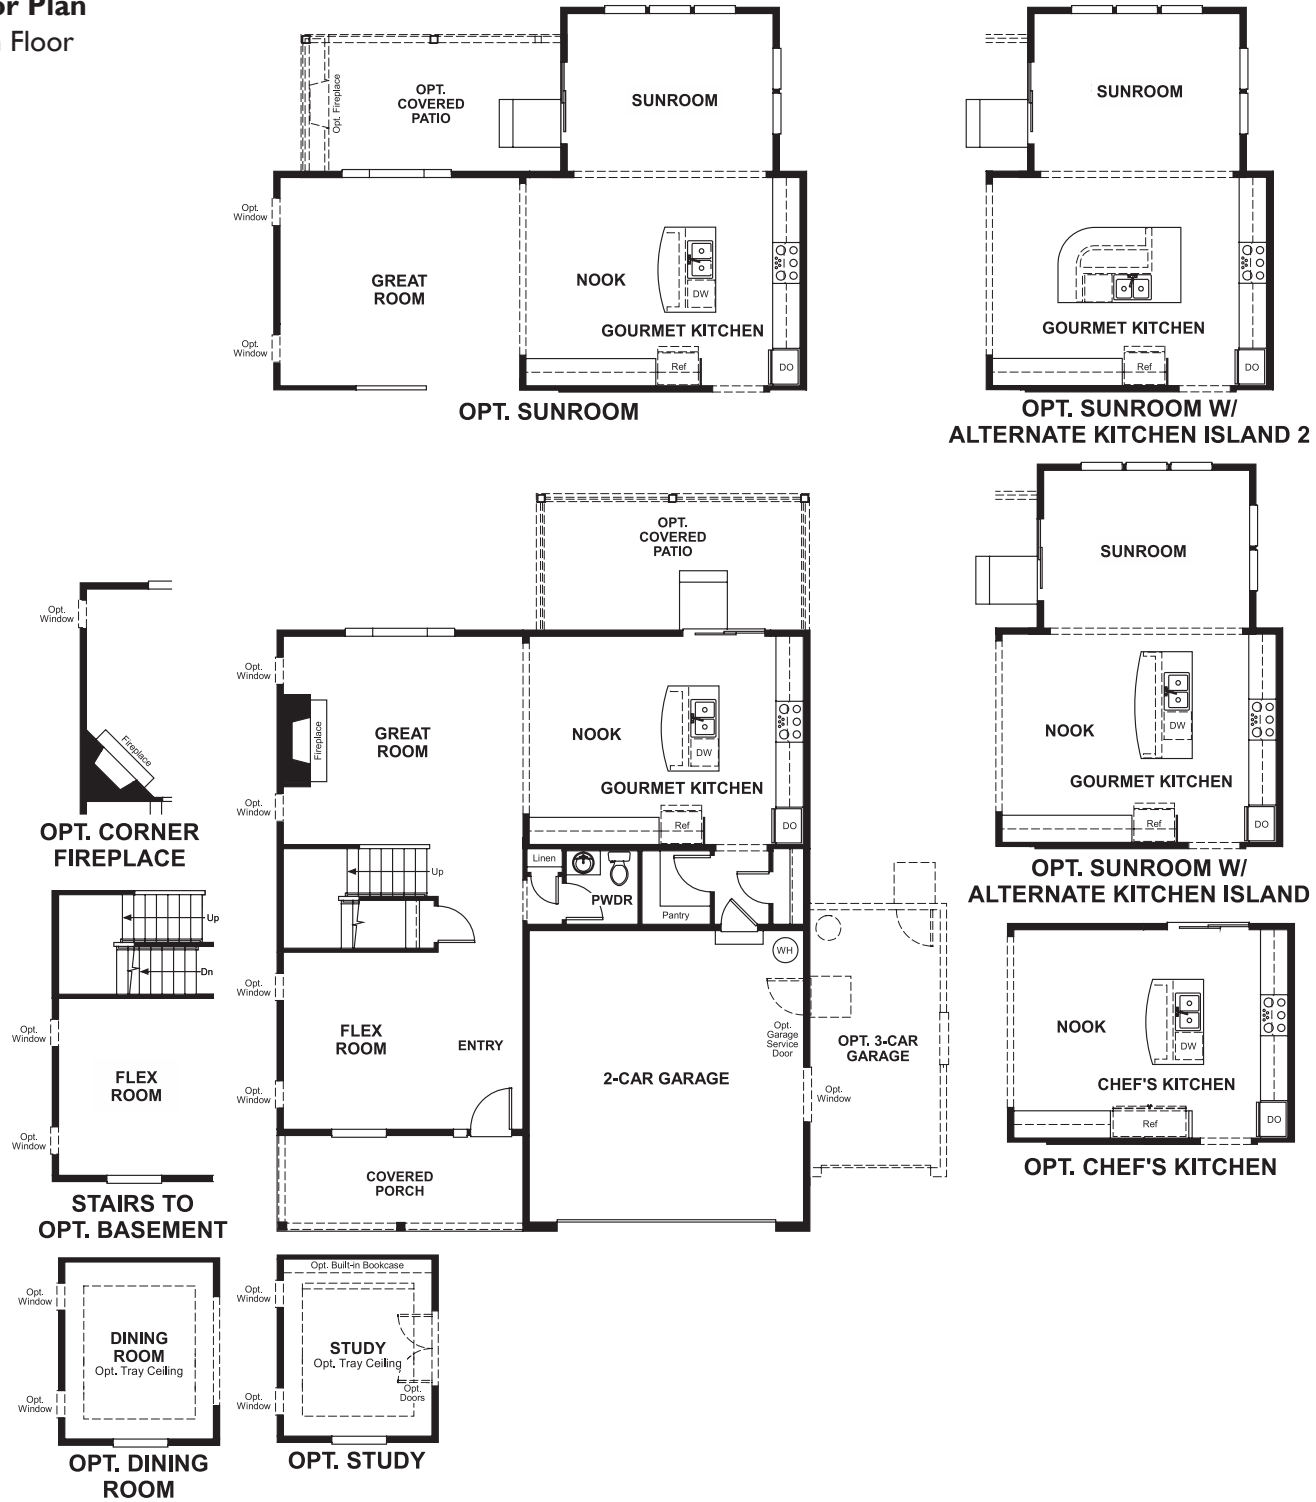 or Plan
Floor
OPT.
COVERED
PATIO
Opt. Fireplace
SUNROOM
Opt.
Window
GREAT
ROOM
NOOK
DW
GOURMET KITCHEN
Opt.
Window
Ref
DO
OPT. SUNROOM
SUNROOM
GOURMET KITCHEN
Ref
DO
OPT. SUNROOM W/
ALTERNATE KITCHEN ISLAND 2
OPT.
COVERED
PATIO
SUNROOM
NOOK
DW
GOURMET KITCHEN
Ref
DO
OPT. SUNROOM W/
ALTERNATE KITCHEN ISLAND
Opt.
Window
Fireplace
OPT. CORNER
FIREPLACE
Opt.
Window
Fireplace
GREAT
ROOM
NOOK
DW
GOURMET KITCHEN
Opt.
Window
Ref
DO
Up
Linen
PWDR
Pantry
WH
Opt.
Window
FLEX
ROOM
ENTRY
Opt.
Window
2-CAR GARAGE
Opt.
Garage
Service
Door
OPT. 3-CAR
GARAGE
Opt.
Window
COVERED
PORCH
Up
Dn
Opt.
Window
FLEX
ROOM
Opt.
Window
STAIRS TO
OPT. BASEMENT
NOOK
DW
CHEF'S KITCHEN
Ref
DO
OPT. CHEF'S KITCHEN
Opt.
Window
DINING
ROOM
Opt. Tray Ceiling
Opt.
Window
OPT. DINING
ROOM
Opt. Built-in Bookcase
Opt.
Window
STUDY
Opt. Tray Ceiling
Opt.
Doors
Opt.
Window
OPT. STUDY